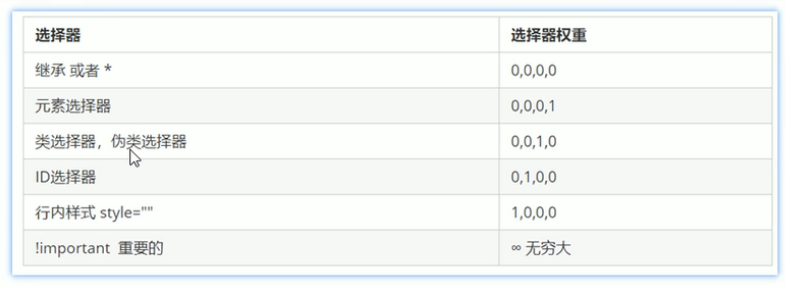 选择器 选择器权重
继承 或者 * 0,0,0,0
元素选择器 0,0,0,1
类选择器，伪类选择器 0,0,1,0
ID选择器 0,1,0,0
行内样式 style="" 1,0,0,0
!important 重要的 ∞ 无穷大